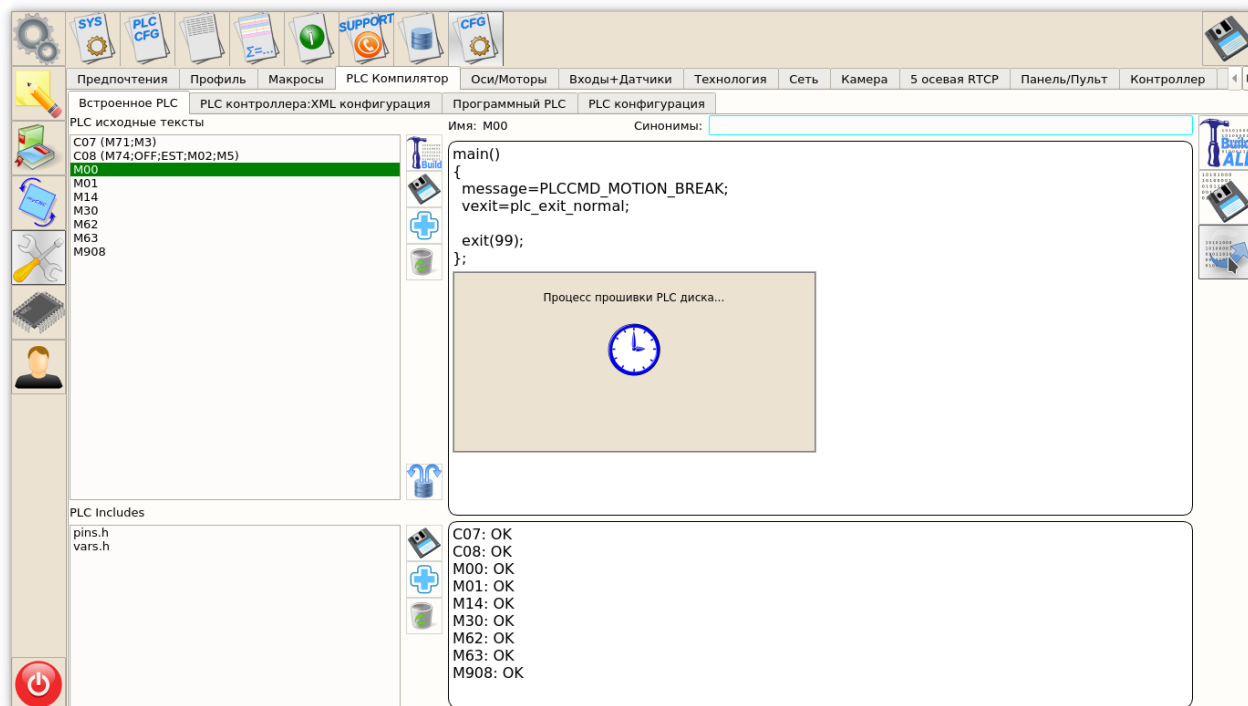 SYS
PLC
CFG
Σ=...
i
SUPPORT
CFG
Предпочтения
Профиль
Макросы
PLC Компилятор
Оси/Моторы
Входы+Датчики
Технология
Сеть
Камера
5 осевая RTCP
Панель/Пульт
Контроллер
Встроенное PLC
PLC контроллера:XML конфигурация
Программный PLC
PLC конфигурация
PLC исходные тексты
C07 (M71;M3)
C08 (M74;OFF;EST;M02;M5)
M00
M01
M14
M30
M62
M63
M908
Build
Имя: M00
Синонимы:
main()
{
message=PLCCMD_MOTION_BREAK;
vexit=plc_exit_normal;
exit(99);
};
Процесс прошивки PLC диска...
Build
ALL
PLC Includes
pins.h
vars.h
C07: OK
C08: OK
M00: OK
M01: OK
M14: OK
M30: OK
M62: OK
M63: OK
M908: OK